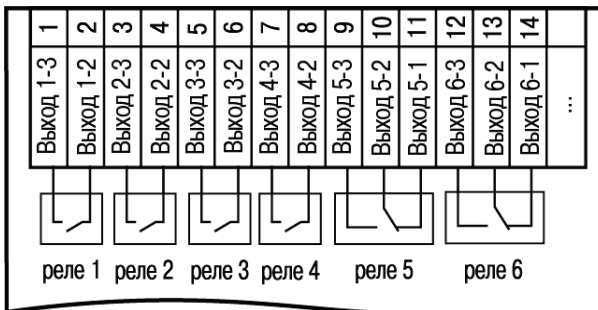 1 2 3 4 5 6 7 8 9 10 11 12 13 14
Выход 1-3 Выход 1-2 Выход 2-3 Выход 2-2 Выход 3-3 Выход 3-2 Выход 4-3 Выход 4-2 Выход 5-3 Выход 5-2 Выход 5-1 Выход 6-3 Выход 6-2 Выход 6-1 ...
реле 1 реле 2 реле 3 реле 4 реле 5 реле 6